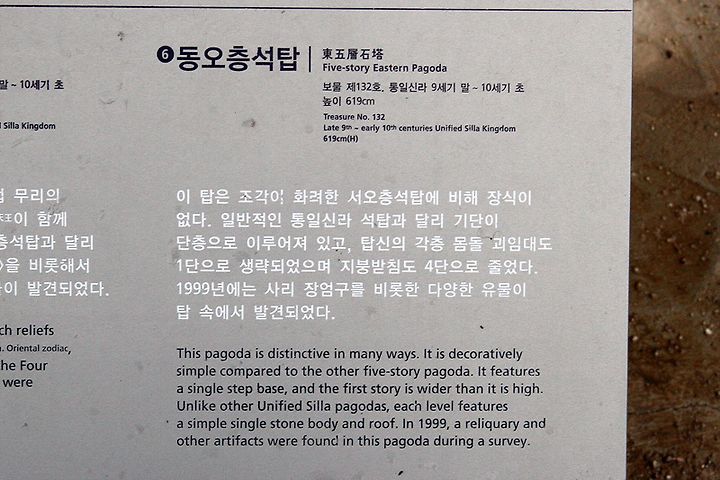 말 ~ 10세기 초
Silla Kingdom
무리의
이 함께
층석탑과 달리
을 비롯해서
이 발견되었다.
ch reliefs
. Oriental zodiac,
the Four
were
❻ 동오층석탑
東五層石塔
Five-story Eastern Pagoda
보물 제132호, 통일신라 9세기 말 ~ 10세기 초
높이 619cm
Treasure No. 132
Late 9th ~ early 10th centuries Unified Silla Kingdom
619cm(H)
이 탑은 조각이 화려한 서오층석탑에 비해 장식이
없다. 일반적인 통일신라 석탑과 달리 기단이
단층으로 이루어져 있고, 탑신의 각층 몸돌 괴임대도
1단으로 생략되었으며 지붕받침도 4단으로 줄었다.
1999년에는 사리 장엄구를 비롯한 다양한 유물이
탑 속에서 발견되었다.
This pagoda is distinctive in many ways. It is decoratively
simple compared to the other five-story pagoda. It features
a single step base, and the first story is wider than it is high.
Unlike other Unified Silla pagodas, each level features
a simple single stone body and roof. In 1999, a reliquary and
other artifacts were found in this pagoda during a survey.